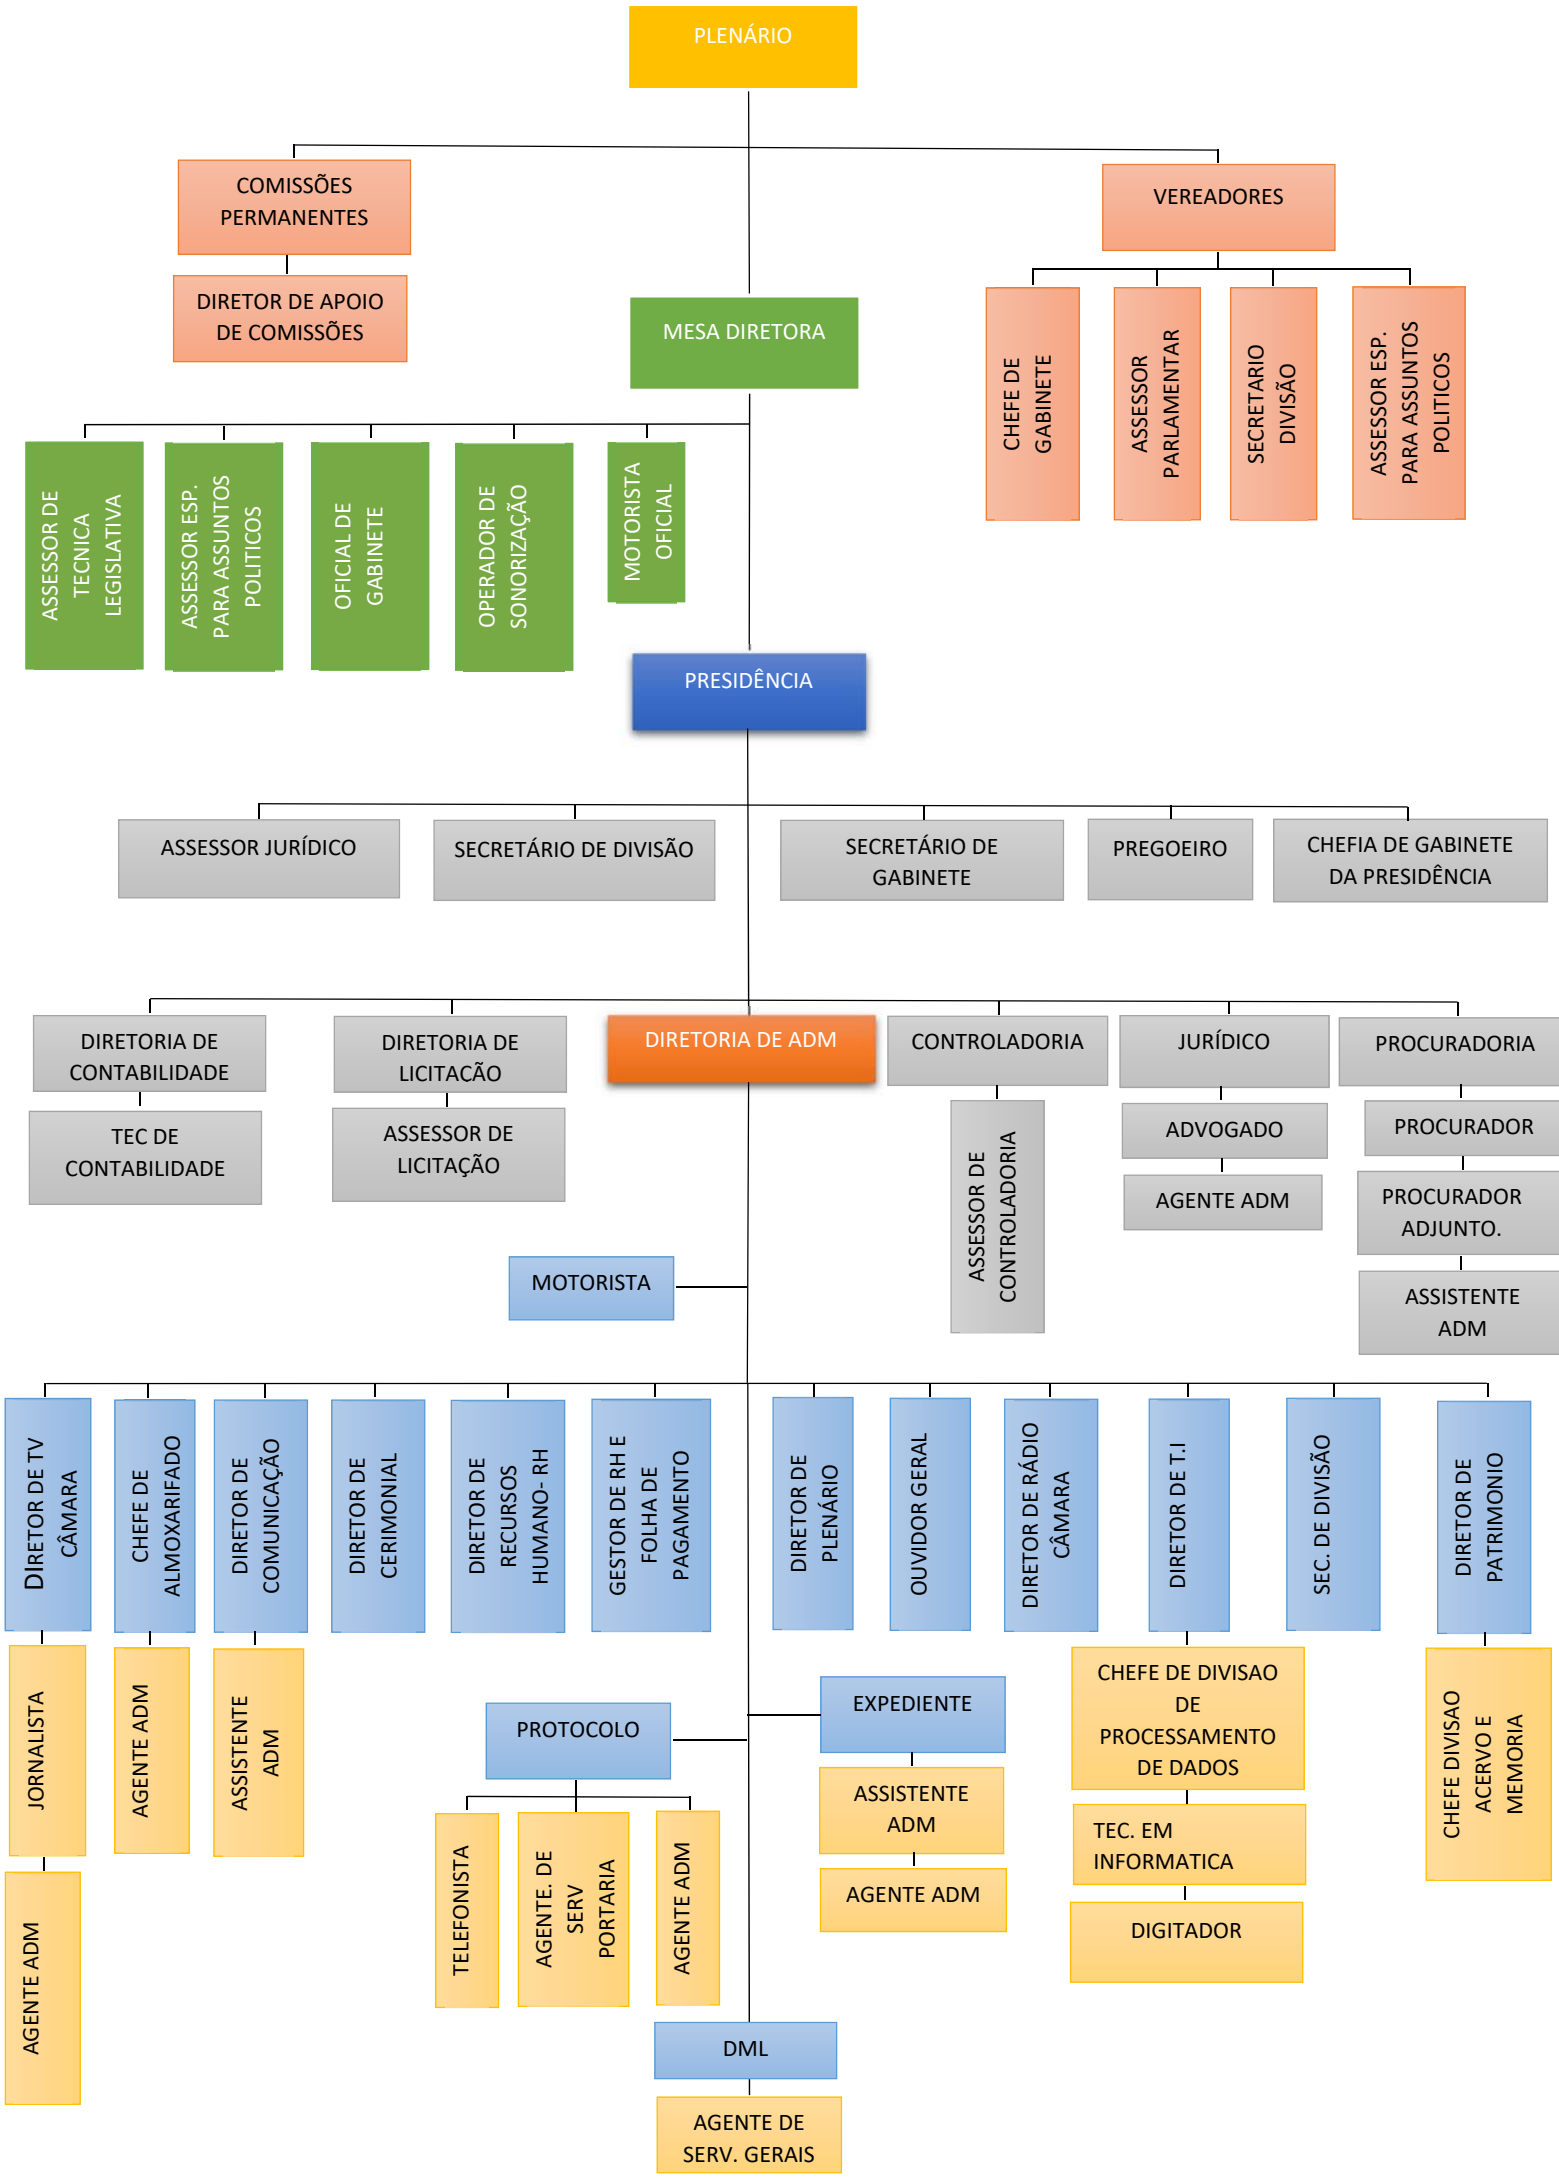 PLENÁRIO
COMISSÕES
PERMANENTES
VEREADORES
DIRETOR DE APOIO
DE COMISSÕES
MESA DIRETORA
CHEFE DE
GABINETE
ASSESSOR
PARLAMENTAR
SECRETARIO
DIVISÃO
ASSESSOR ESP.
PARA ASSUNTOS
POLITICOS
ASSESSOR DE
TECNICA
LEGISLATIVA
ASSESSOR ESP.
PARA ASSUNTOS
POLITICOS
OFICIAL DE
GABINETE
OPERADOR DE
SONORIZAÇÃO
MOTORISTA
OFICIAL
PRESIDÊNCIA
ASSESSOR JURÍDICO
SECRETÁRIO DE DIVISÃO
SECRETÁRIO DE
GABINETE
PREGOEIRO
CHEFIA DE GABINETE
DA PRESIDÊNCIA
DIRETORIA DE
CONTABILIDADE
DIRETORIA DE
LICITAÇÃO
DIRETORIA DE ADM
CONTROLADORIA
JURÍDICO
PROCURADORIA
TEC DE
CONTABILIDADE
ASSESSOR DE
LICITAÇÃO
ASSESSOR DE
CONTROLADORIA
ADVOGADO
PROCURADOR
AGENTE ADM
PROCURADOR
ADJUNTO.
MOTORISTA
ASSISTENTE
ADM
DIRETOR DE TV
CÂMARA
CHEFE DE
ALMOXARIFADO
DIRETOR DE
COMUNICAÇÃO
DIRETOR DE
CERIMONIAL
DIRETOR DE
RECURSOS
HUMANO- RH
GESTOR DE RH E
FOLHA DE
PAGAMENTO
DIRETOR DE
PLENÁRIO
OUVIDOR GERAL
DIRETOR DE RÁDIO
CÂMARA
DIRETOR DE T.I
SEC. DE DIVISÃO
DIRETOR DE
PATRIMONIO
JORNALISTA
AGENTE ADM
ASSISTENTE
ADM
PROTOCOLO
EXPEDIENTE
CHEFE DE DIVISAO
DE
PROCESSAMENTO
DE DADOS
CHEFE DIVISAO
ACERVO E
MEMORIA
ASSISTENTE
ADM
TEC. EM
INFORMATICA
AGENTE ADM
TELEFONISTA
AGENTE. DE
SERV
PORTARIA
AGENTE ADM
AGENTE ADM
DIGITADOR
DML
AGENTE DE
SERV. GERAIS